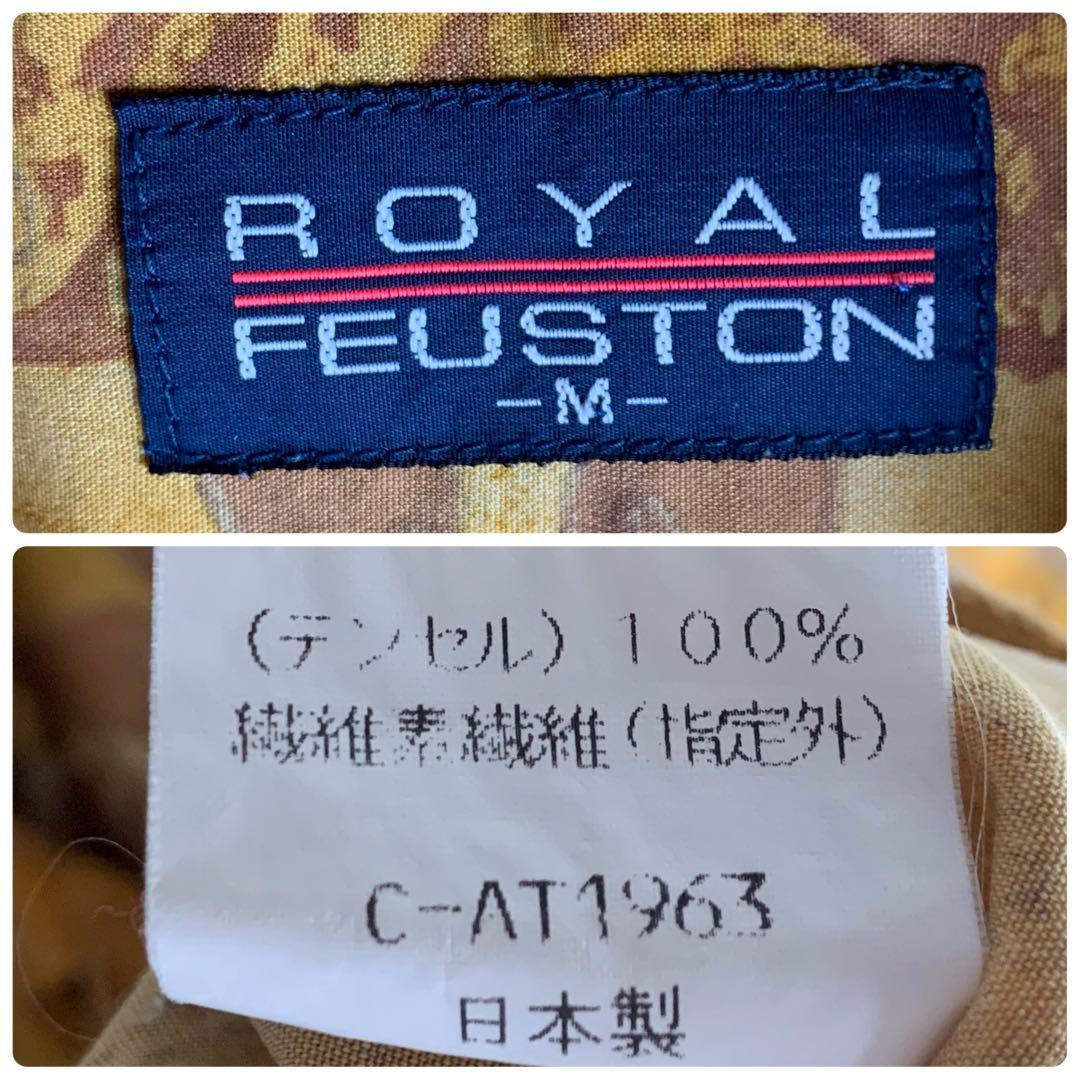 ROYAL
FEUSTON
-M-
(テンセル) 100%
繊維素繊維(指定外)
C-AT1963
日本製